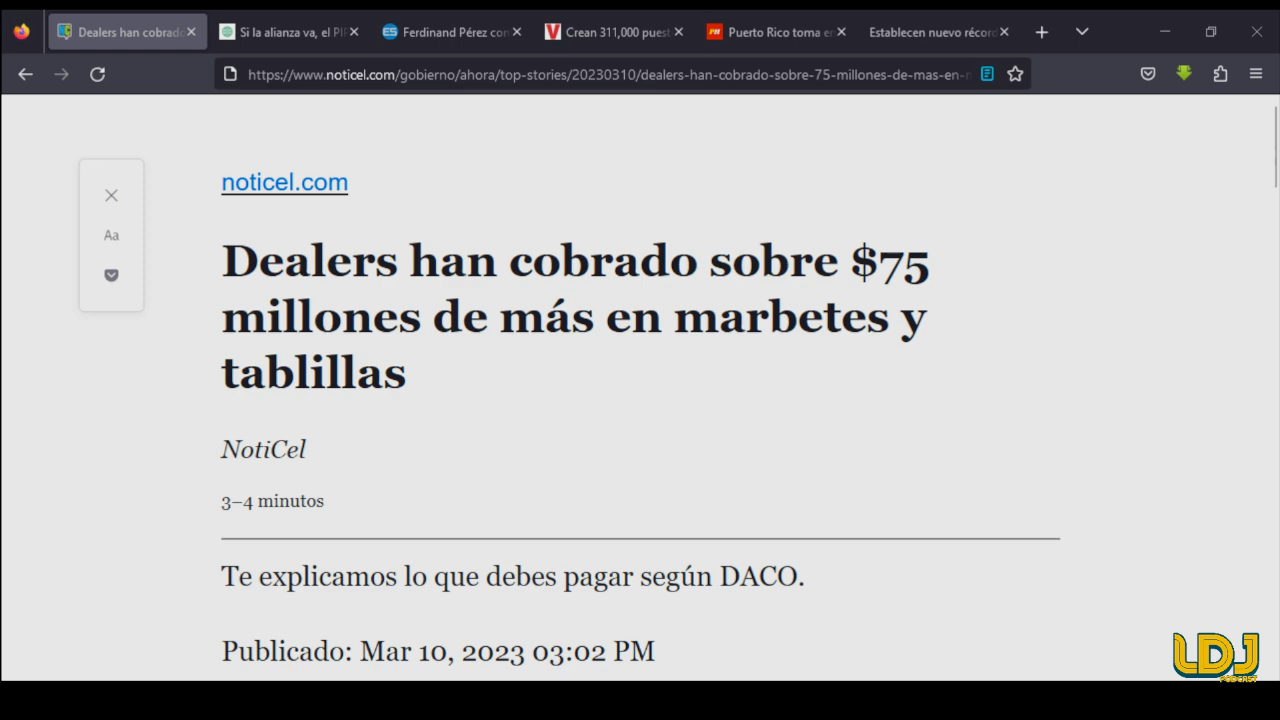 Dealers han cobrado
Si la alianza va, el PI
Ferdinand Pérez con
Crean 311,000 puest
Puerto Rico toma en
Establecen nuevo récord
https://www.noticel.com/gobierno/ahora/top-stories/20230310/dealers-han-cobrado-sobre-75-millones-de-mas-en-
noticel.com
Aa
Dealers han cobrado sobre $75
millones de más en marbetes y
tablillas
NotiCel
3–4 minutos
Te explicamos lo que debes pagar según DACO.
Publicado: Mar 10, 2023 03:02 PM
LDJ
PODCAST